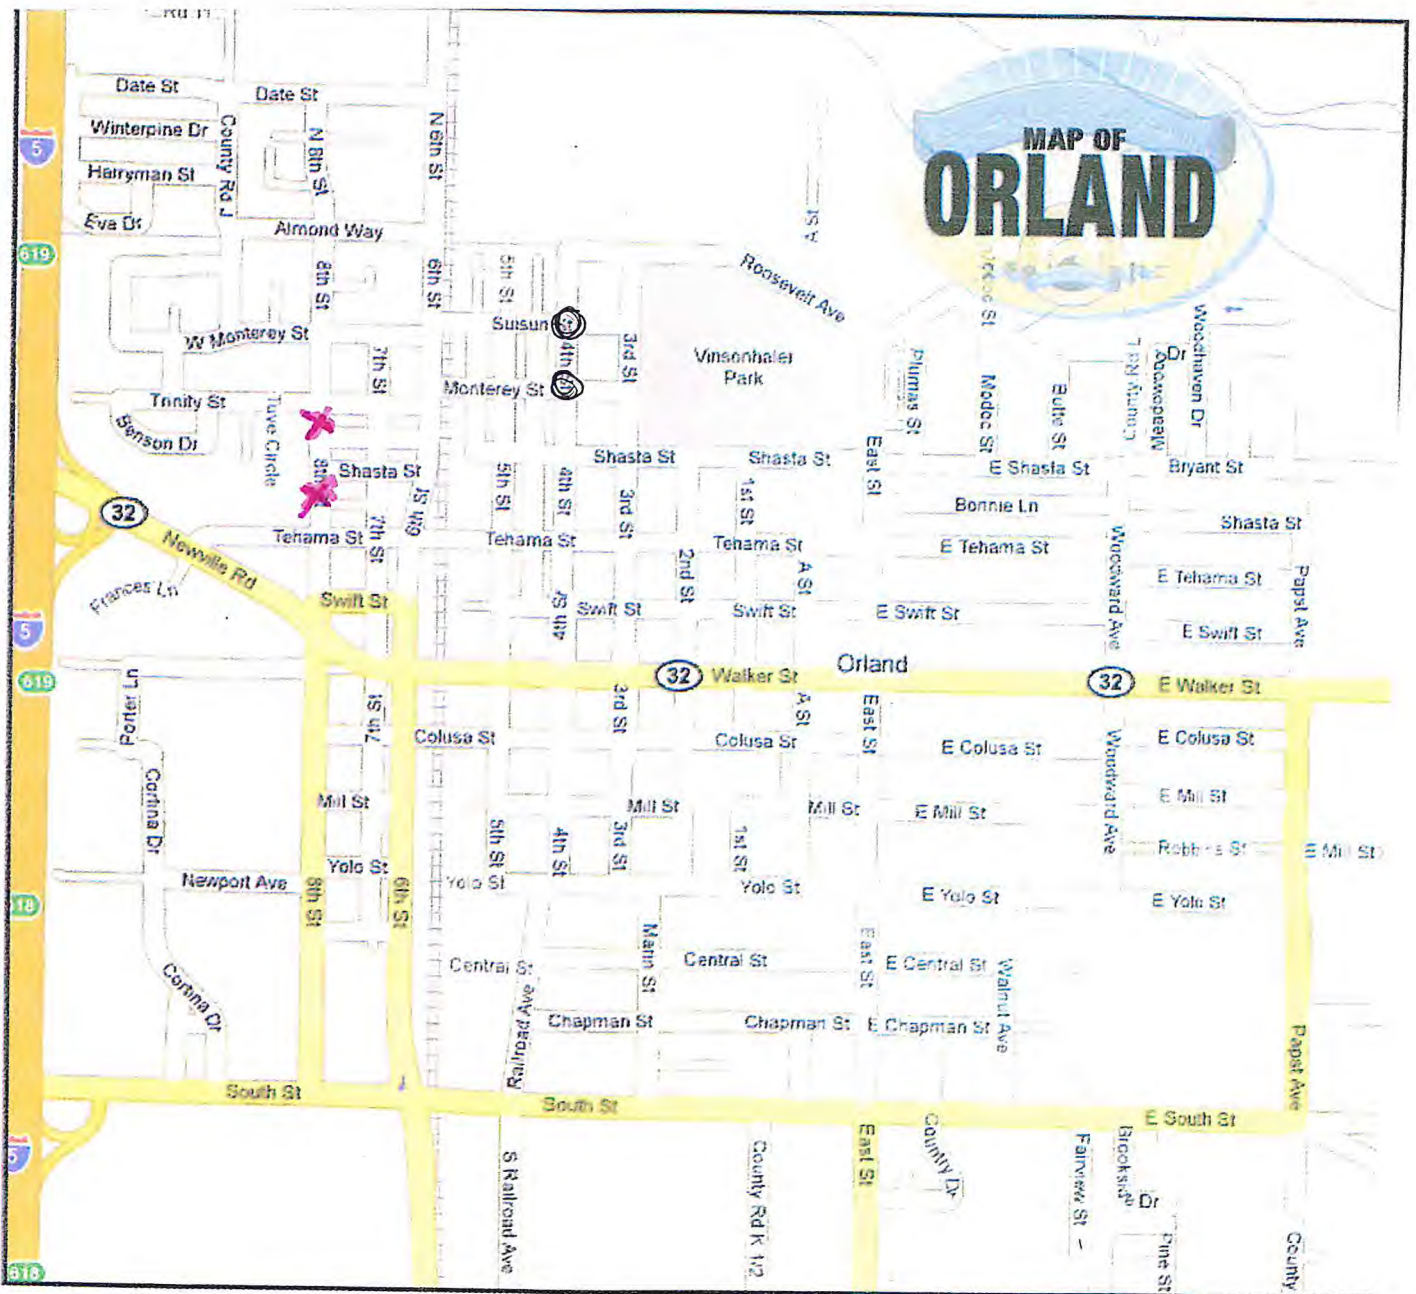 Date St
Date St
Winterpine Dr
Harryman St
Eva Dr
County Rd J
N 8th St
N 6th St
Almond Way
5
619
MAP OF
ORLAND
A St
Roosevelt Ave
8th St
6th St
5th St
Suisun
W Monterey St
7th St
4th
3rd St
Vinsonhaler
Park
Monterey St
Trinity St
Benson Dr
Tuve Circle
Plumas St
Modoc St
Butte St
Dr
Woodhaven Dr
East St
Shasta St
Shasta St
Shasta St
E Shasta St
Bryant St
32
Newville Rd
Frances Ln
Tehama St
7th St
5th St
4th St
3rd St
1st St
Bonnie Ln
Shasta St
Tehama St
Tehama St
E Tehama St
E Tehama St
2nd St
A St
Woodward Ave
Papst Ave
Swift St
4th St
Swift St
Swift St
E Swift St
E Swift St
5
619
32
Walker St
Orland
32
E Walker St
Porter Ln
7th St
3rd St
A St
East St
Colusa St
Colusa St
E Colusa St
E Colusa St
Cortina Dr
Woodward Ave
Mill St
Mill St
Mill St
E Mill St
E Mill St
5th St
4th St
3rd St
1st St
E Mill St
Newport Ave
Yolo St
Yolo St
Yolo St
E Yolo St
E Yolo St
18
8th St
6th St
Mann St
East St
Central St
Central St
E Central St
Walnut Ave
Cortina Dr
Railroad Ave
Chapman St
Chapman St
E Chapman St
Papst Ave
South St
South St
E South St
5
S Railroad Ave
County Rd K 1/2
East St
Country Dr
Fairview St
Dr
Pine St
County
618